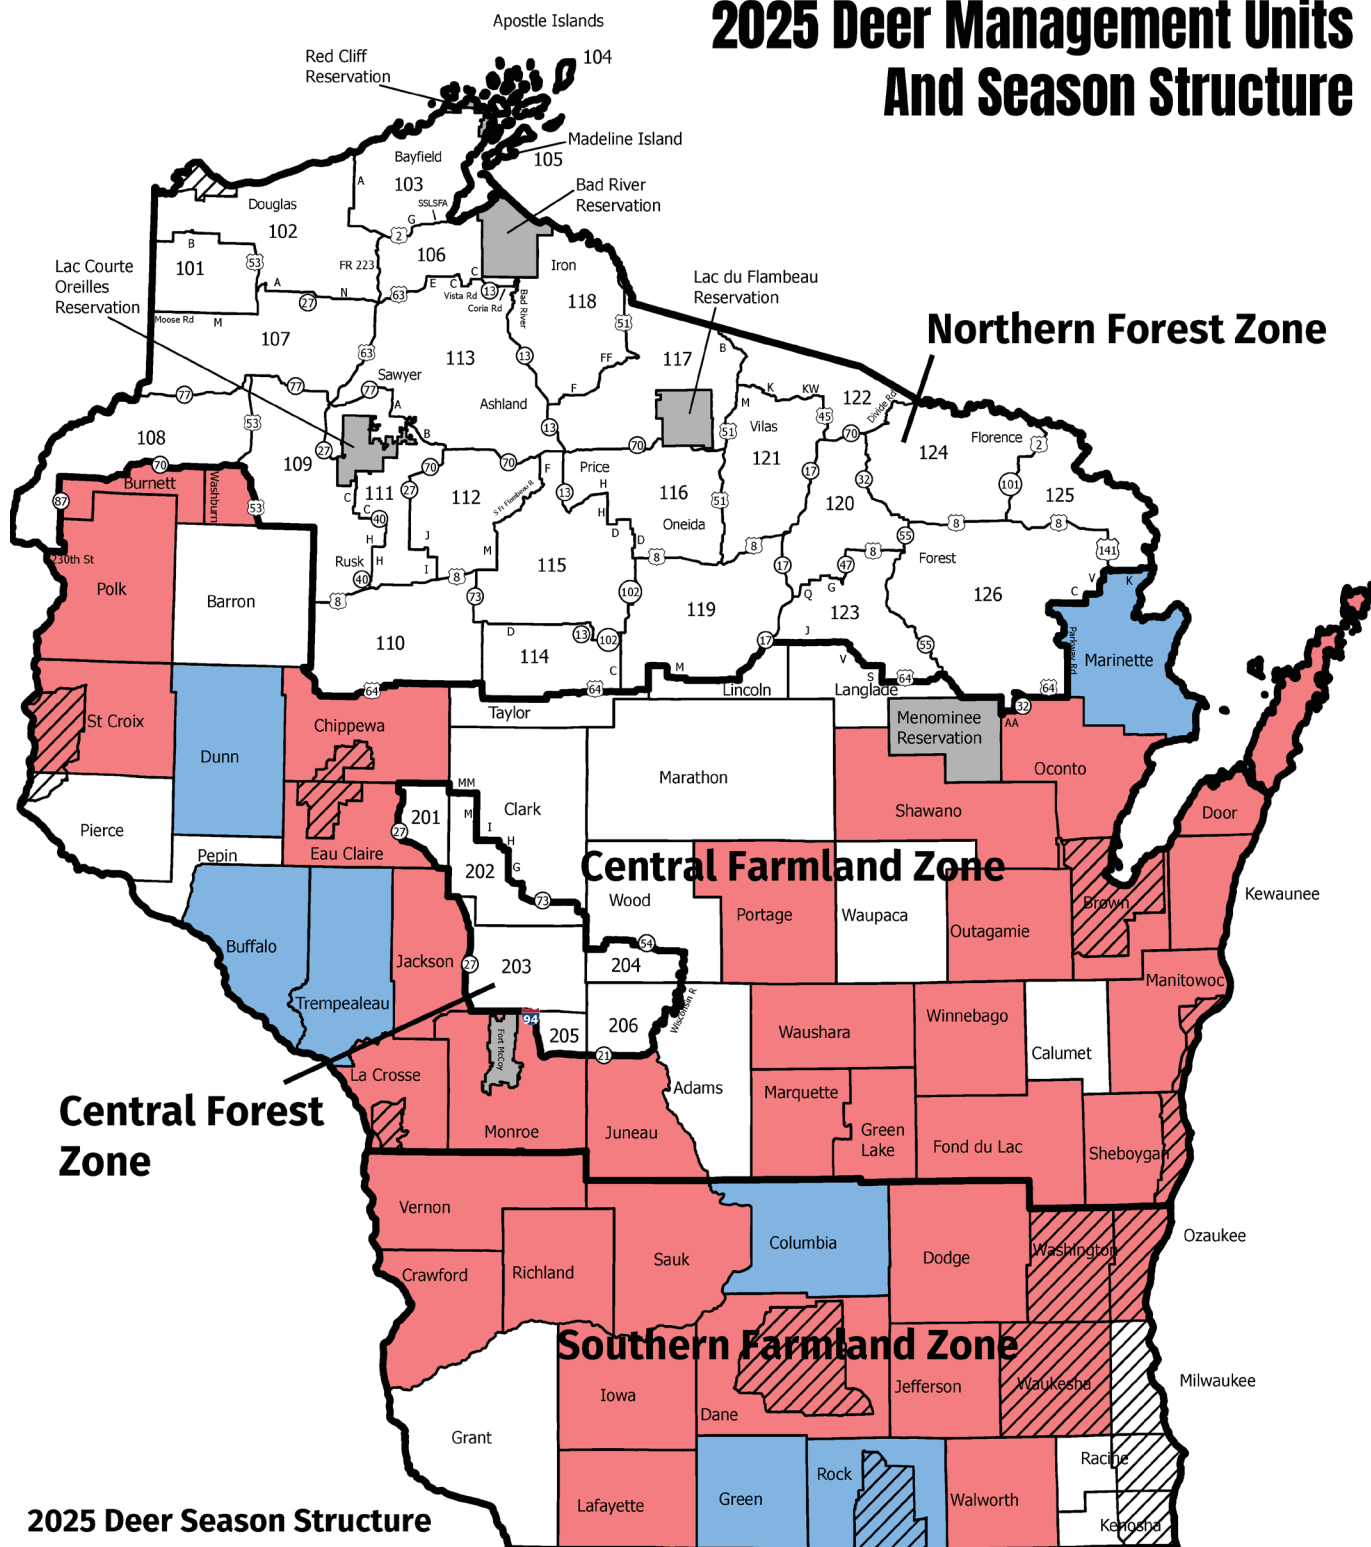 2025 Deer Management Units
And Season Structure
Apostle Islands
104
Red Cliff
Reservation
Madeline Island
105
Bayfield
103
A
SSLSFA
G
2
Bad River
Reservation
Douglas
102
B
101
53
FR 223
106
Iron
Lac Courte
Oreilles
Reservation
A
27
N
63
E
C
C
Vista Rd
13
Coria Rd
Bad River
118
Lac du Flambeau
Reservation
Moose Rd
M
107
51
Northern Forest Zone
63
113
13
FF
117
B
77
77
Sawyer
77
A
F
Ashland
K
KW
122
Divide Rd
M
45
53
13
Vilas
51
70
124
Florence
2
108
27
B
70
121
109
70
70
F
Price
17
32
101
125
70
Burnett
Washburn
87
53
111
C
C
40
27
112
S Fr Flambeau R
13
H
H
116
51
120
Oneida
D
D
8
8
H
H
J
I
M
8
8
55
141
230th St
Polk
Barron
Rusk
40
8
8
73
115
102
17
47
8
Forest
Q
G
123
126
V
K
C
119
110
D
114
13
102
C
17
J
V
S
64
55
Parkway Rd
Marinette
64
64
M
Lincoln
Langlade
64
32
AA
Taylor
Menominee
Reservation
St Croix
Dunn
Chippewa
Marathon
Oconto
MM
Clark
201
27
M
I
H
G
Shawano
Door
Pierce
Pepin
Eau Claire
202
73
Central Farmland Zone
Wood
Portage
Waupaca
Outagamie
Brown
Kewaunee
Buffalo
Trempealeau
Jackson
27
203
54
204
Wisconsin R
Manitowoc
94
205
206
21
Fort McCoy
Waushara
Winnebago
Calumet
La Crosse
Adams
Marquette
Central Forest
Zone
Monroe
Juneau
Green
Lake
Fond du Lac
Sheboygan
Vernon
Sauk
Columbia
Dodge
Washington
Ozaukee
Crawford
Richland
Southern Farmland Zone
Iowa
Dane
Jefferson
Waukesha
Milwaukee
Grant
Racine
Lafayette
Green
Rock
Walworth
Kenosha
2025 Deer Season Structure